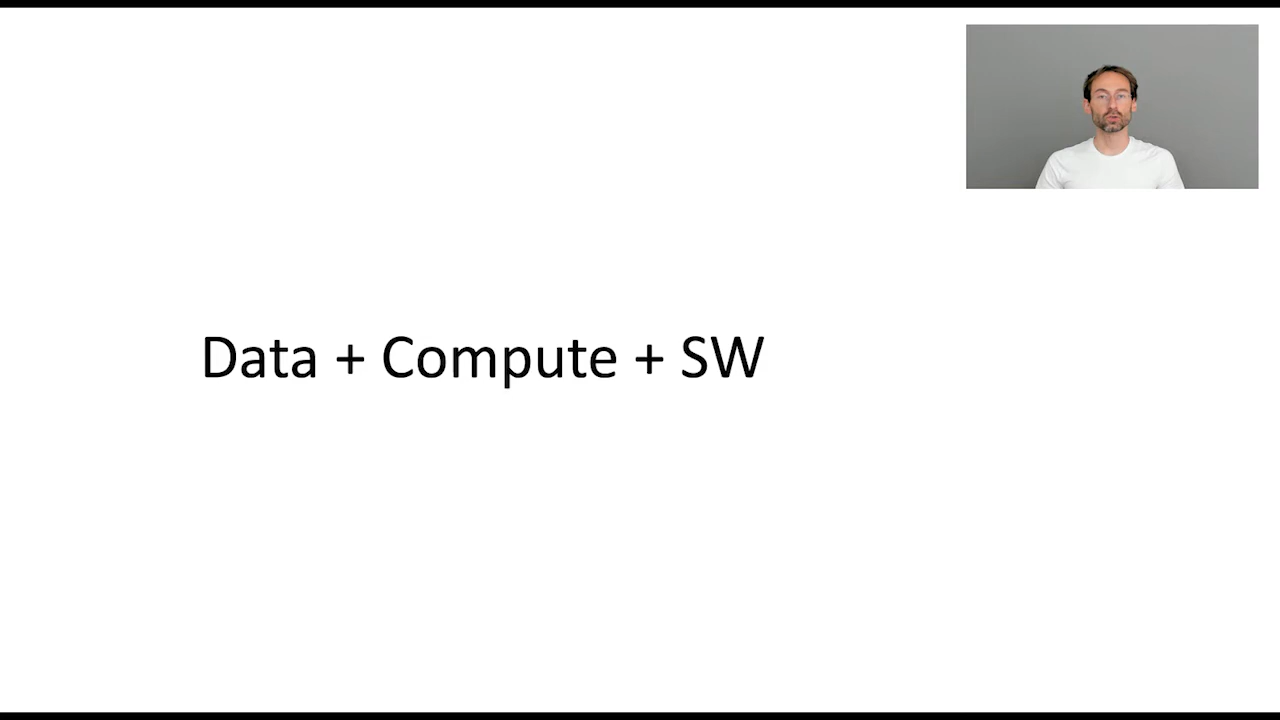 Data + Compute + SW